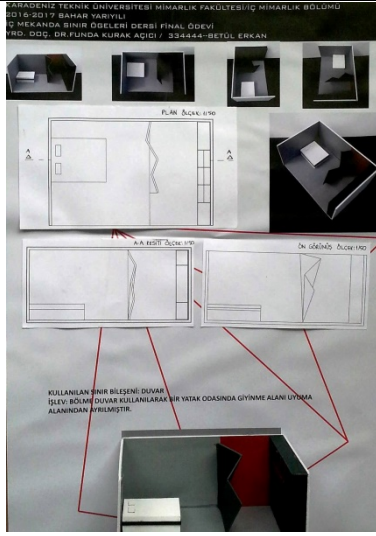 KARADENİZ TEKNİK ÜNİVERSİTESİ MİMARLIK FAKÜLTESİ/İÇ MİMARLIK BÖLÜMÜ
2016-2017 BAHAR YARIYILI
İÇ MEKANDA SINIR ÖGELERİ DERSİ FİNAL ÖDEVİ
YRD. DOÇ. DR.FUNDA KURAK AÇICI / 334444-BETÜL ERKAN
PLAN ÖLÇEK:1/50
A A
A-A KESİTİ ÖLÇEK:1/50
ÖN GÖRÜNÜŞ ÖLÇEK:1/50
KULLANILAN SINIR BİLEŞENİ: DUVAR
İŞLEV: BÖLME DUVAR KULLANILARAK BİR YATAK ODASINDA GİYİNME ALANI UYUMA
ALANINDAN AYRILMIŞTIR.